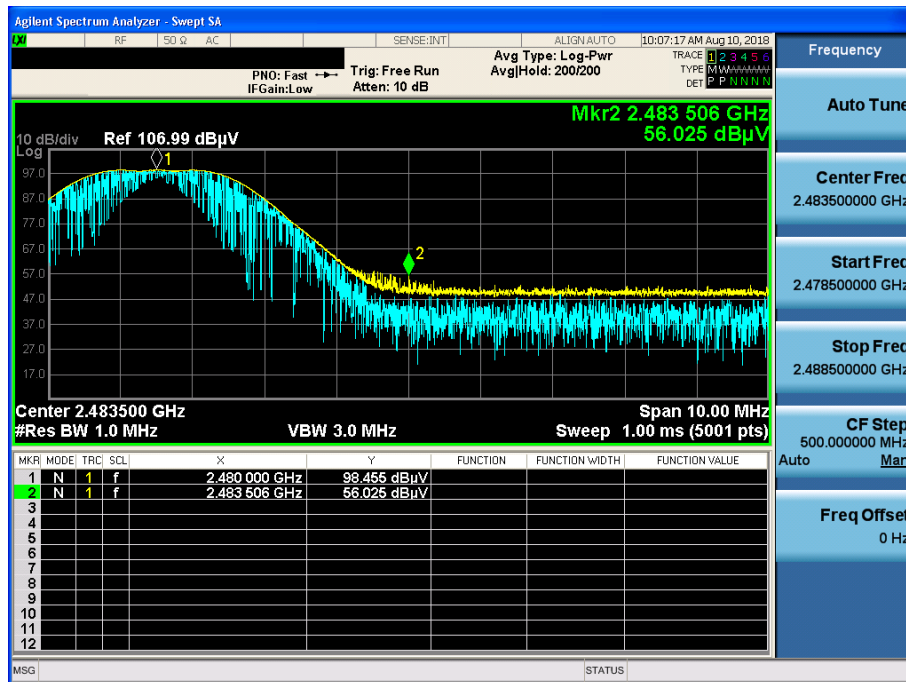 Agilent Spectrum Analyzer - Swept SA
LXI RF 50 Ω AC SENSE:INT ALIGN AUTO 10:07:17 AM Aug 10, 2018
PNO: Fast Trig: Free Run Avg Type: Log-Pwr TRACE 1 2 3 4 5 6
IFGain:Low Atten: 10 dB Avg|Hold: 200/200 TYPE M W
DET P P N N N N
Mkr2 2.483 506 GHz
56.025 dBµV
10 dB/div Ref 106.99 dBµV
Log
97.0
87.0
77.0
67.0
57.0
47.0
37.0
27.0
17.0
1
2
Center 2.483500 GHz Span 10.00 MHz
#Res BW 1.0 MHz VBW 3.0 MHz Sweep 1.00 ms (5001 pts)
MKR MODE TRC SCL X Y FUNCTION FUNCTION WIDTH FUNCTION VALUE
1 N 1 f 2.480 000 GHz 98.455 dBµV
2 N 1 f 2.483 506 GHz 56.025 dBµV
3
4
5
6
7
8
9
10
11
12
MSG STATUS
Frequency
Auto Tune
Center Freq
2.483500000 GHz
Start Freq
2.478500000 GHz
Stop Freq
2.488500000 GHz
CF Step
500.000000 MHz
Auto Man
Freq Offset
0 Hz